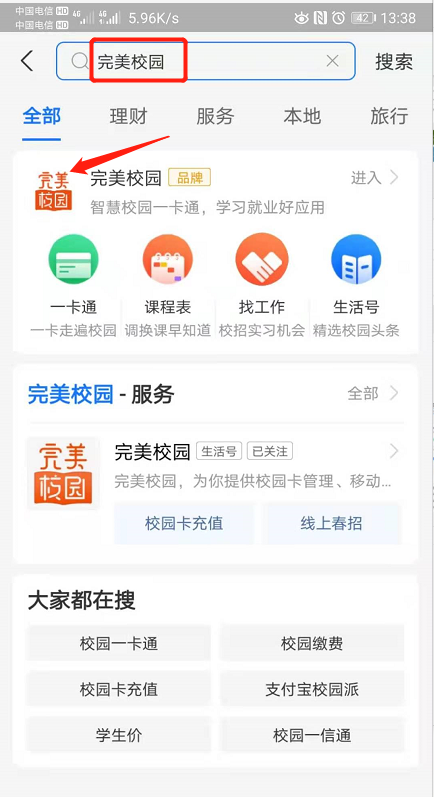 中国电信 HD 中国电信 HD 4G 4G 5.96K/s 42 13:38
完美校园 搜索
全部 理财 服务 本地 旅行
完美校园
完美校园 品牌 进入
智慧校园一卡通，学习就业好应用
一卡通 课程表 找工作 生活号
一卡走遍校园 调换课早知道 校招实习机会 精选校园头条
完美校园 - 服务 全部
完美校园
完美校园 生活号 已关注
完美校园，为你提供校园卡管理、移动...
校园卡充值 线上春招
大家都在搜
校园一卡通 校园缴费
校园卡充值 支付宝校园派
学生价 校园一信通